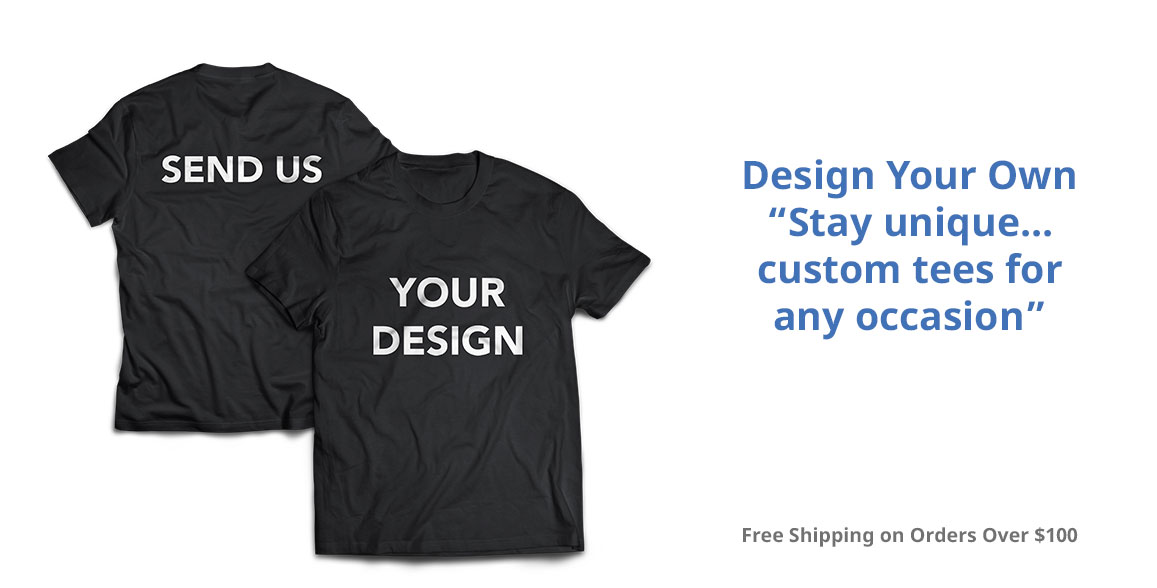 SEND US
YOUR
DESIGN
Design Your Own
“Stay unique...
custom tees for
any occasion”
Free Shipping on Orders Over $100